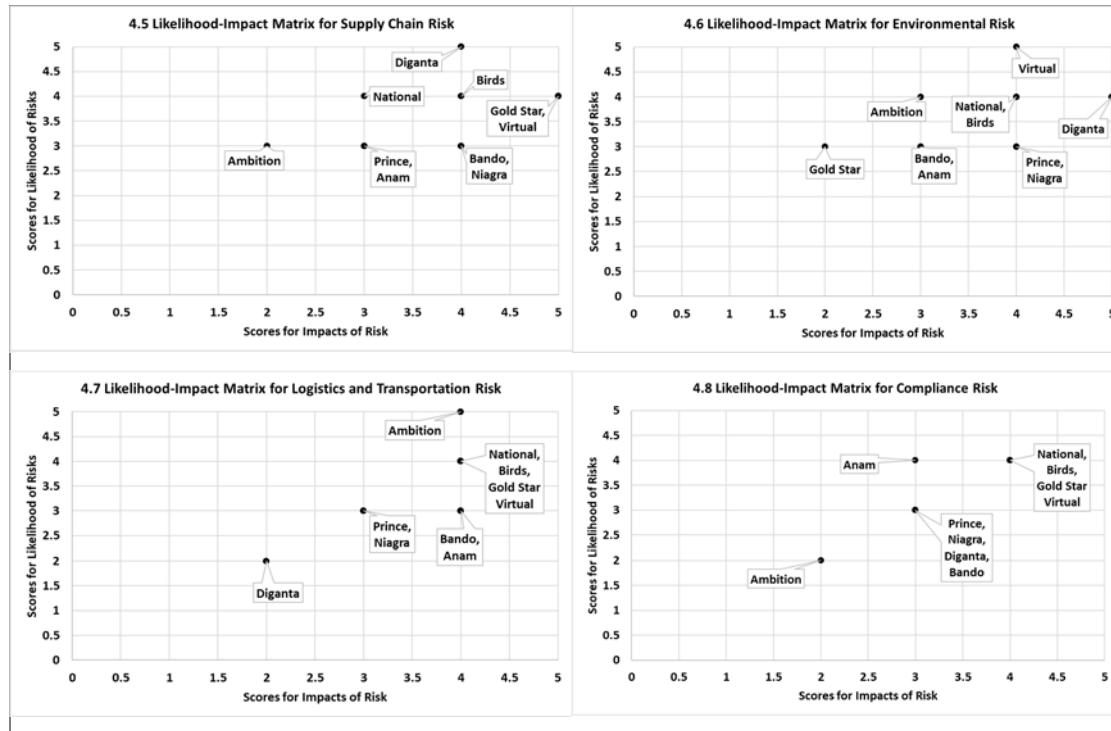 4.5 Likelihood-Impact Matrix for Supply Chain Risk
Scores for Likelihood of Risks
5
4.5
4
3.5
3
2.5
2
1.5
1
0.5
0
Diganta
Birds
National
Gold Star,
Virtual
Ambition
Prince,
Anam
Bando,
Niagra
0 0.5 1 1.5 2 2.5 3 3.5 4 4.5 5
Scores for Impacts of Risk
4.6 Likelihood-Impact Matrix for Environmental Risk
Scores for Likelihood of Risks
5
4.5
4
3.5
3
2.5
2
1.5
1
0.5
0
Virtual
Ambition
National,
Birds
Diganta
Gold Star
Bando,
Anam
Prince,
Niagra
0 0.5 1 1.5 2 2.5 3 3.5 4 4.5 5
Scores for Impacts of Risk
4.7 Likelihood-Impact Matrix for Logistics and Transportation Risk
Scores for Likelihood of Risks
5
4.5
4
3.5
3
2.5
2
1.5
1
0.5
0
Ambition
National,
Birds,
Gold Star
Virtual
Prince,
Niagra
Bando,
Anam
Diganta
0 0.5 1 1.5 2 2.5 3 3.5 4 4.5 5
Scores for Impacts of Risk
4.8 Likelihood-Impact Matrix for Compliance Risk
Scores for Likelihood of Risks
5
4.5
4
3.5
3
2.5
2
1.5
1
0.5
0
Anam
National,
Birds,
Gold Star
Virtual
Prince,
Niagra,
Diganta,
Bando
Ambition
0 0.5 1 1.5 2 2.5 3 3.5 4 4.5 5
Scores for Impacts of Risk